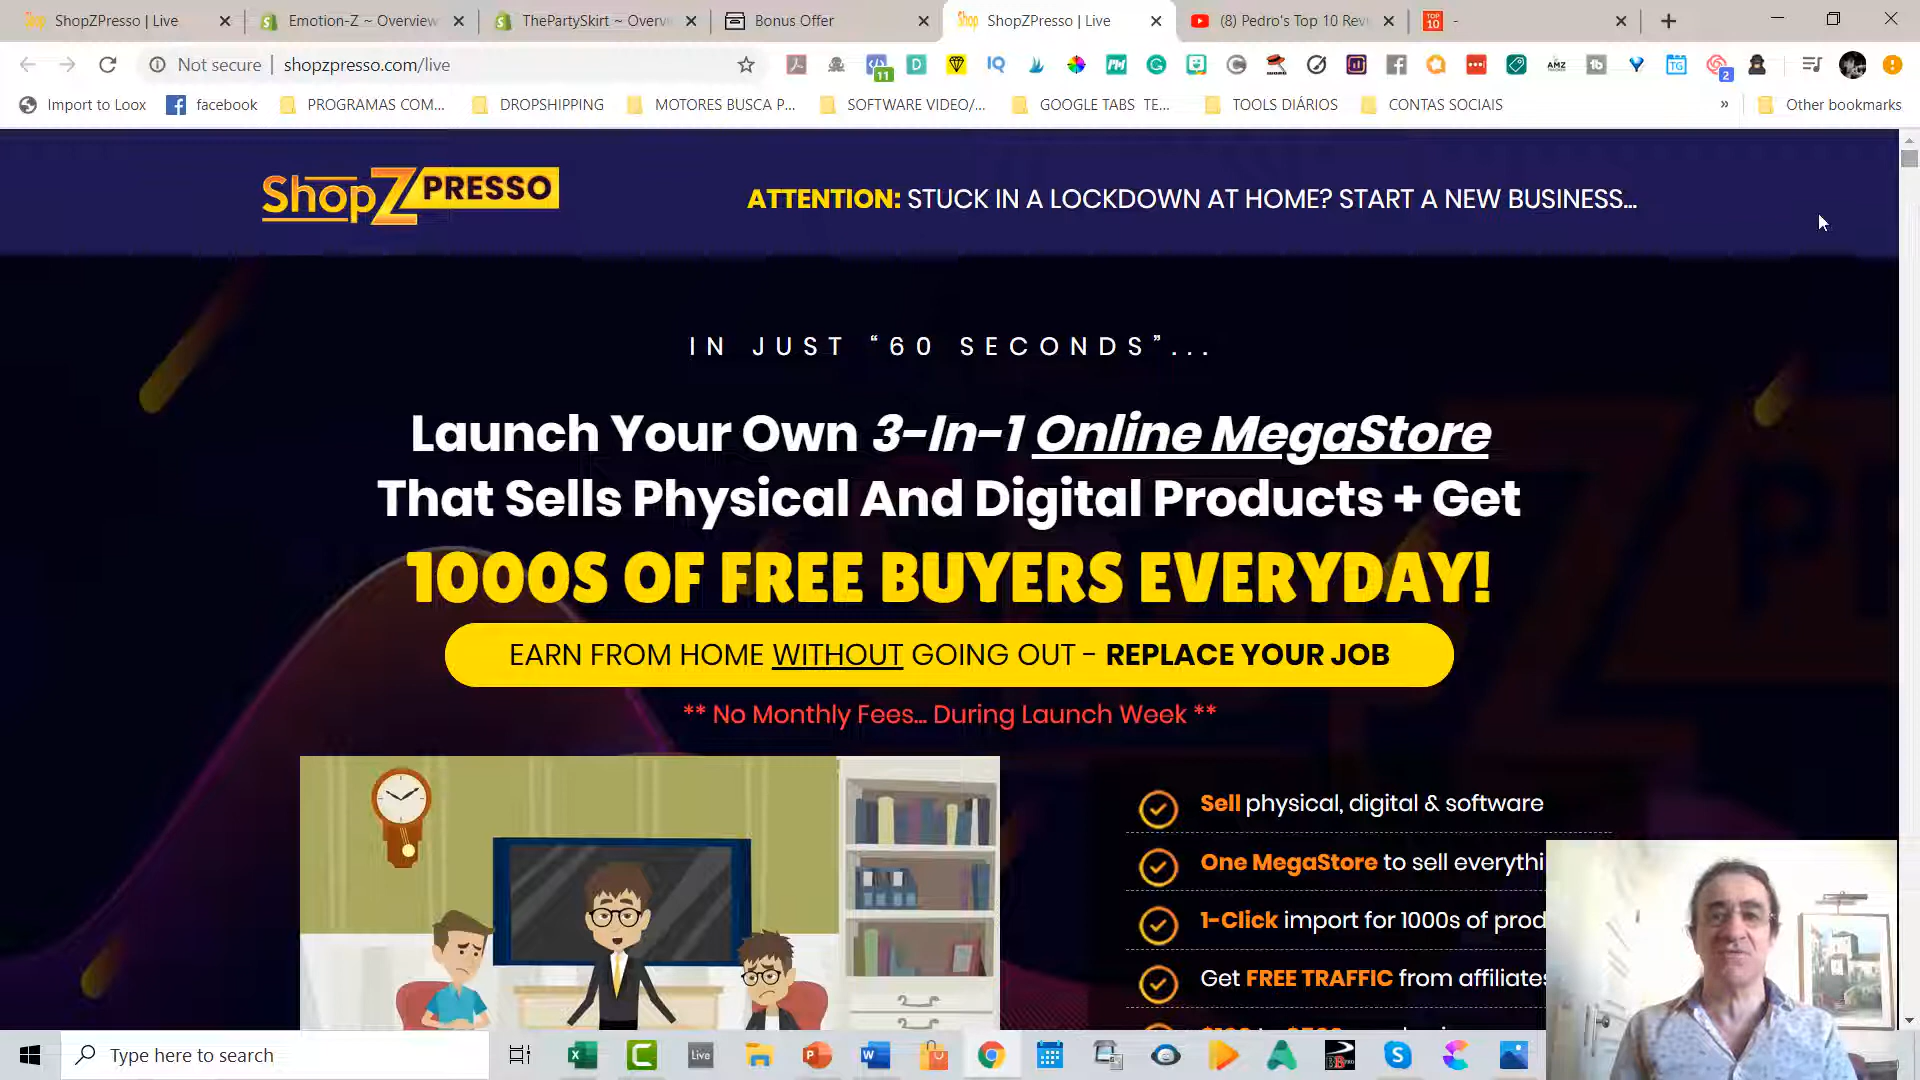 ShopZPresso | Live
Emotion-Z ~ Overview
ThePartySkirt ~ Overvi
Bonus Offer
ShopZPresso | Live
(8) Pedro's Top 10 Rev
TOP 10
-
Not secure | shopzpresso.com/live
Import to Loox
facebook
PROGRAMAS COM...
DROPSHIPPING
MOTORES BUSCA P...
SOFTWARE VIDEO/...
GOOGLE TABS TE...
TOOLS DIÁRIOS
CONTAS SOCIAIS
»
Other bookmarks
ShopZPRESSO
ATTENTION: STUCK IN A LOCKDOWN AT HOME? START A NEW BUSINESS...
IN JUST “60 SECONDS”...
Launch Your Own 3-In-1 Online MegaStore
That Sells Physical And Digital Products + Get
1000S OF FREE BUYERS EVERYDAY!
EARN FROM HOME WITHOUT GOING OUT - REPLACE YOUR JOB
** No Monthly Fees... During Launch Week **
Sell physical, digital & software
One MegaStore to sell everythi
1-Click import for 1000s of prod
Get FREE TRAFFIC from affiliates
Type here to search
Live